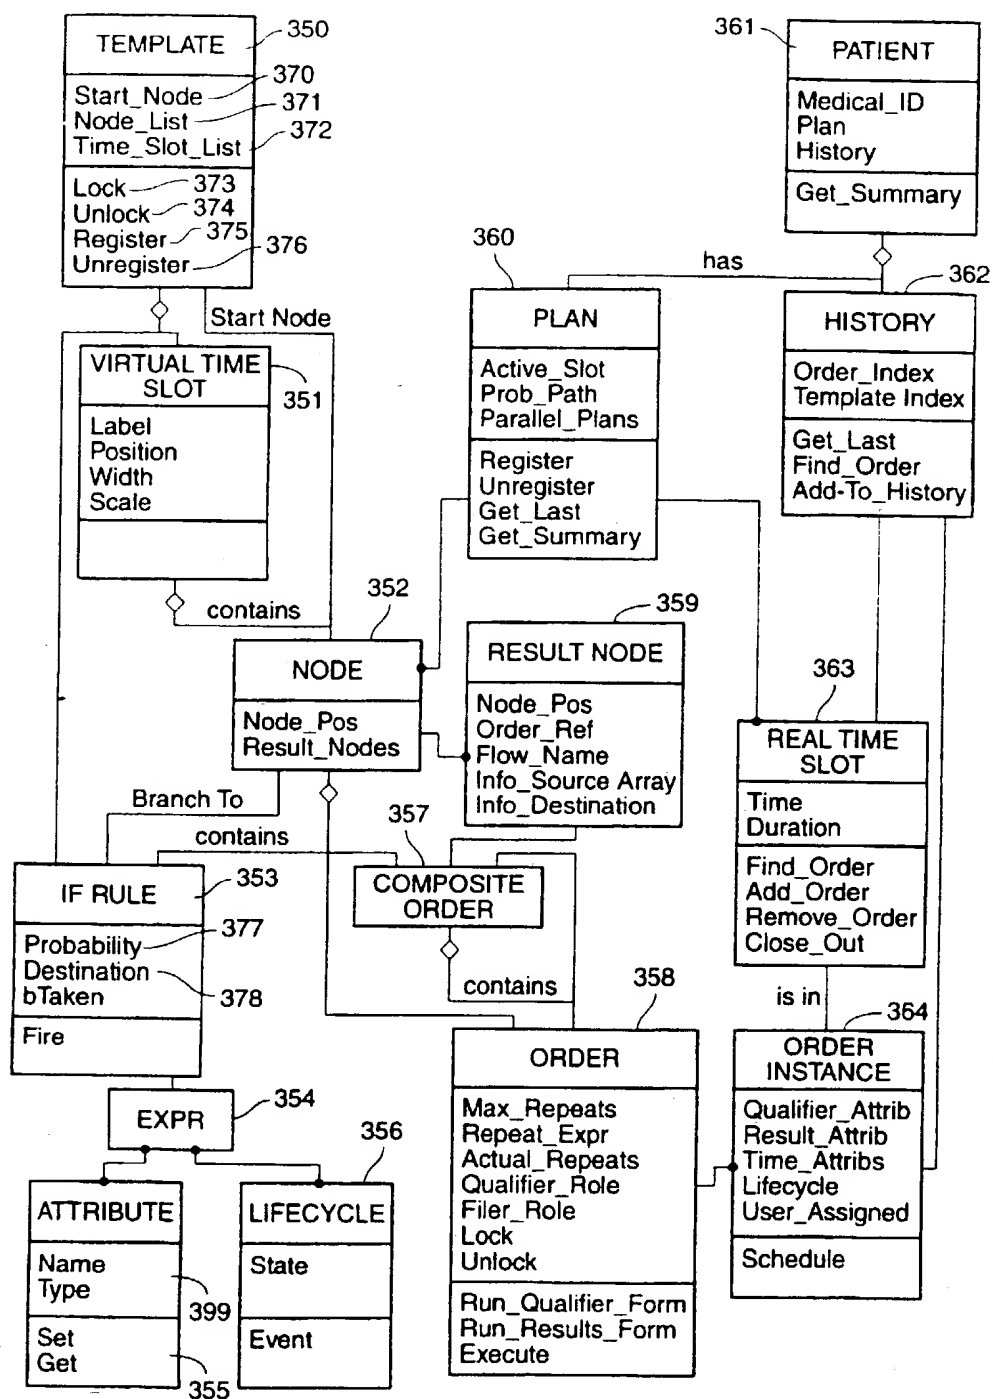 350
TEMPLATE
370
Start_Node
371
Node_List
372
Time_Slot_List
Lock
373
Unlock
374
Register
375
Unregister
376
Start Node
VIRTUAL TIME
SLOT
351
Label
Position
Width
Scale
contains
361
PATIENT
Medical_ID
Plan
History
Get_Summary
has
360
PLAN
Active_Slot
Prob_Path
Parallel_Plans
Register
Unregister
Get_Last
Get_Summary
362
HISTORY
Order_Index
Template Index
Get_Last
Find_Order
Add-To_History
352
NODE
Node_Pos
Result_Nodes
359
RESULT NODE
Node_Pos
Order_Ref
Flow_Name
Info_Source Array
Info_Destination
363
REAL TIME
SLOT
Time
Duration
Find_Order
Add_Order
Remove_Order
Close_Out
is in
Branch To
contains
357
COMPOSITE
ORDER
contains
353
IF RULE
377
Probability
Destination
bTaken
378
Fire
354
EXPR
356
ATTRIBUTE
Name
Type
399
Set
Get
355
LIFECYCLE
State
Event
358
ORDER
Max_Repeats
Repeat_Expr
Actual_Repeats
Qualifier_Role
Filer_Role
Lock
Unlock
Run_Qualifier_Form
Run_Results_Form
Execute
364
ORDER
INSTANCE
Qualifier_Attrib
Result_Attrib
Time_Attribs
Lifecycle
User_Assigned
Schedule